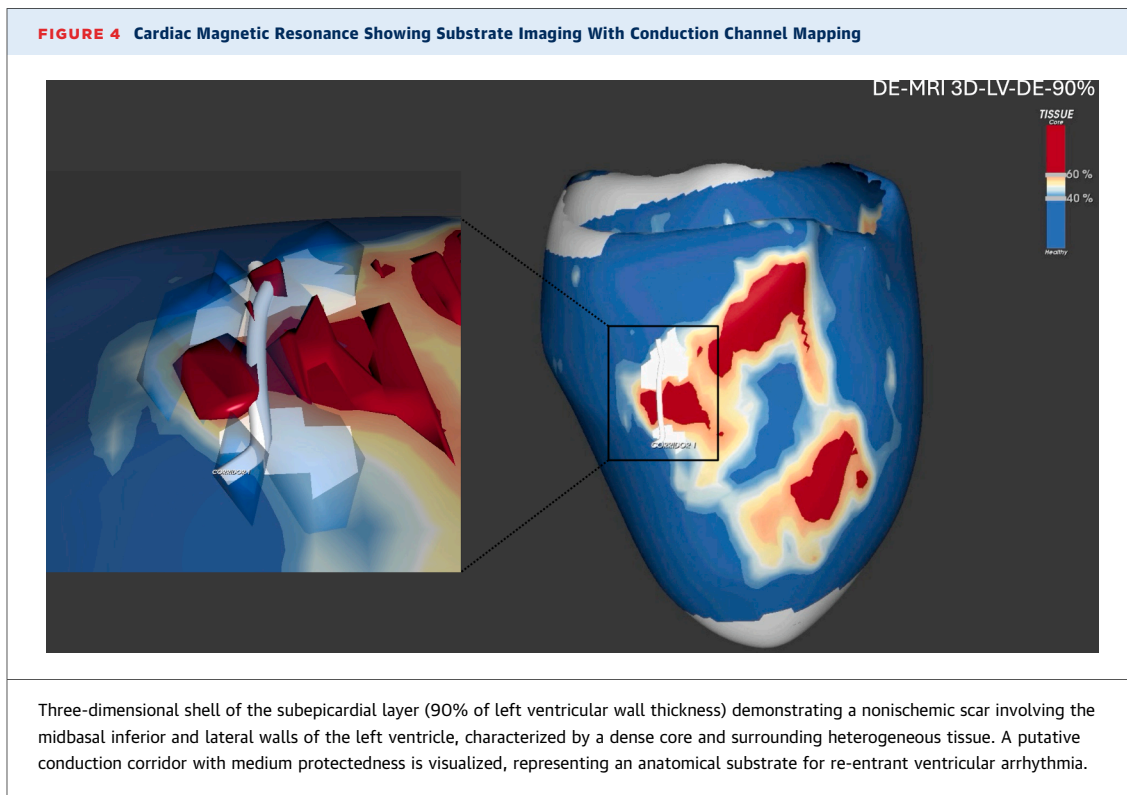 FIGURE 4 Cardiac Magnetic Resonance Showing Substrate Imaging With Conduction Channel Mapping
DE-MRI 3D-LV-DE-90%
TISSUE
Core
60 %
40 %
Healthy
CORRIDOR 1
CORRIDOR 1
Three-dimensional shell of the subepicardial layer (90% of left ventricular wall thickness) demonstrating a nonischemic scar involving the
midbasal inferior and lateral walls of the left ventricle, characterized by a dense core and surrounding heterogeneous tissue. A putative
conduction corridor with medium protectedness is visualized, representing an anatomical substrate for re-entrant ventricular arrhythmia.